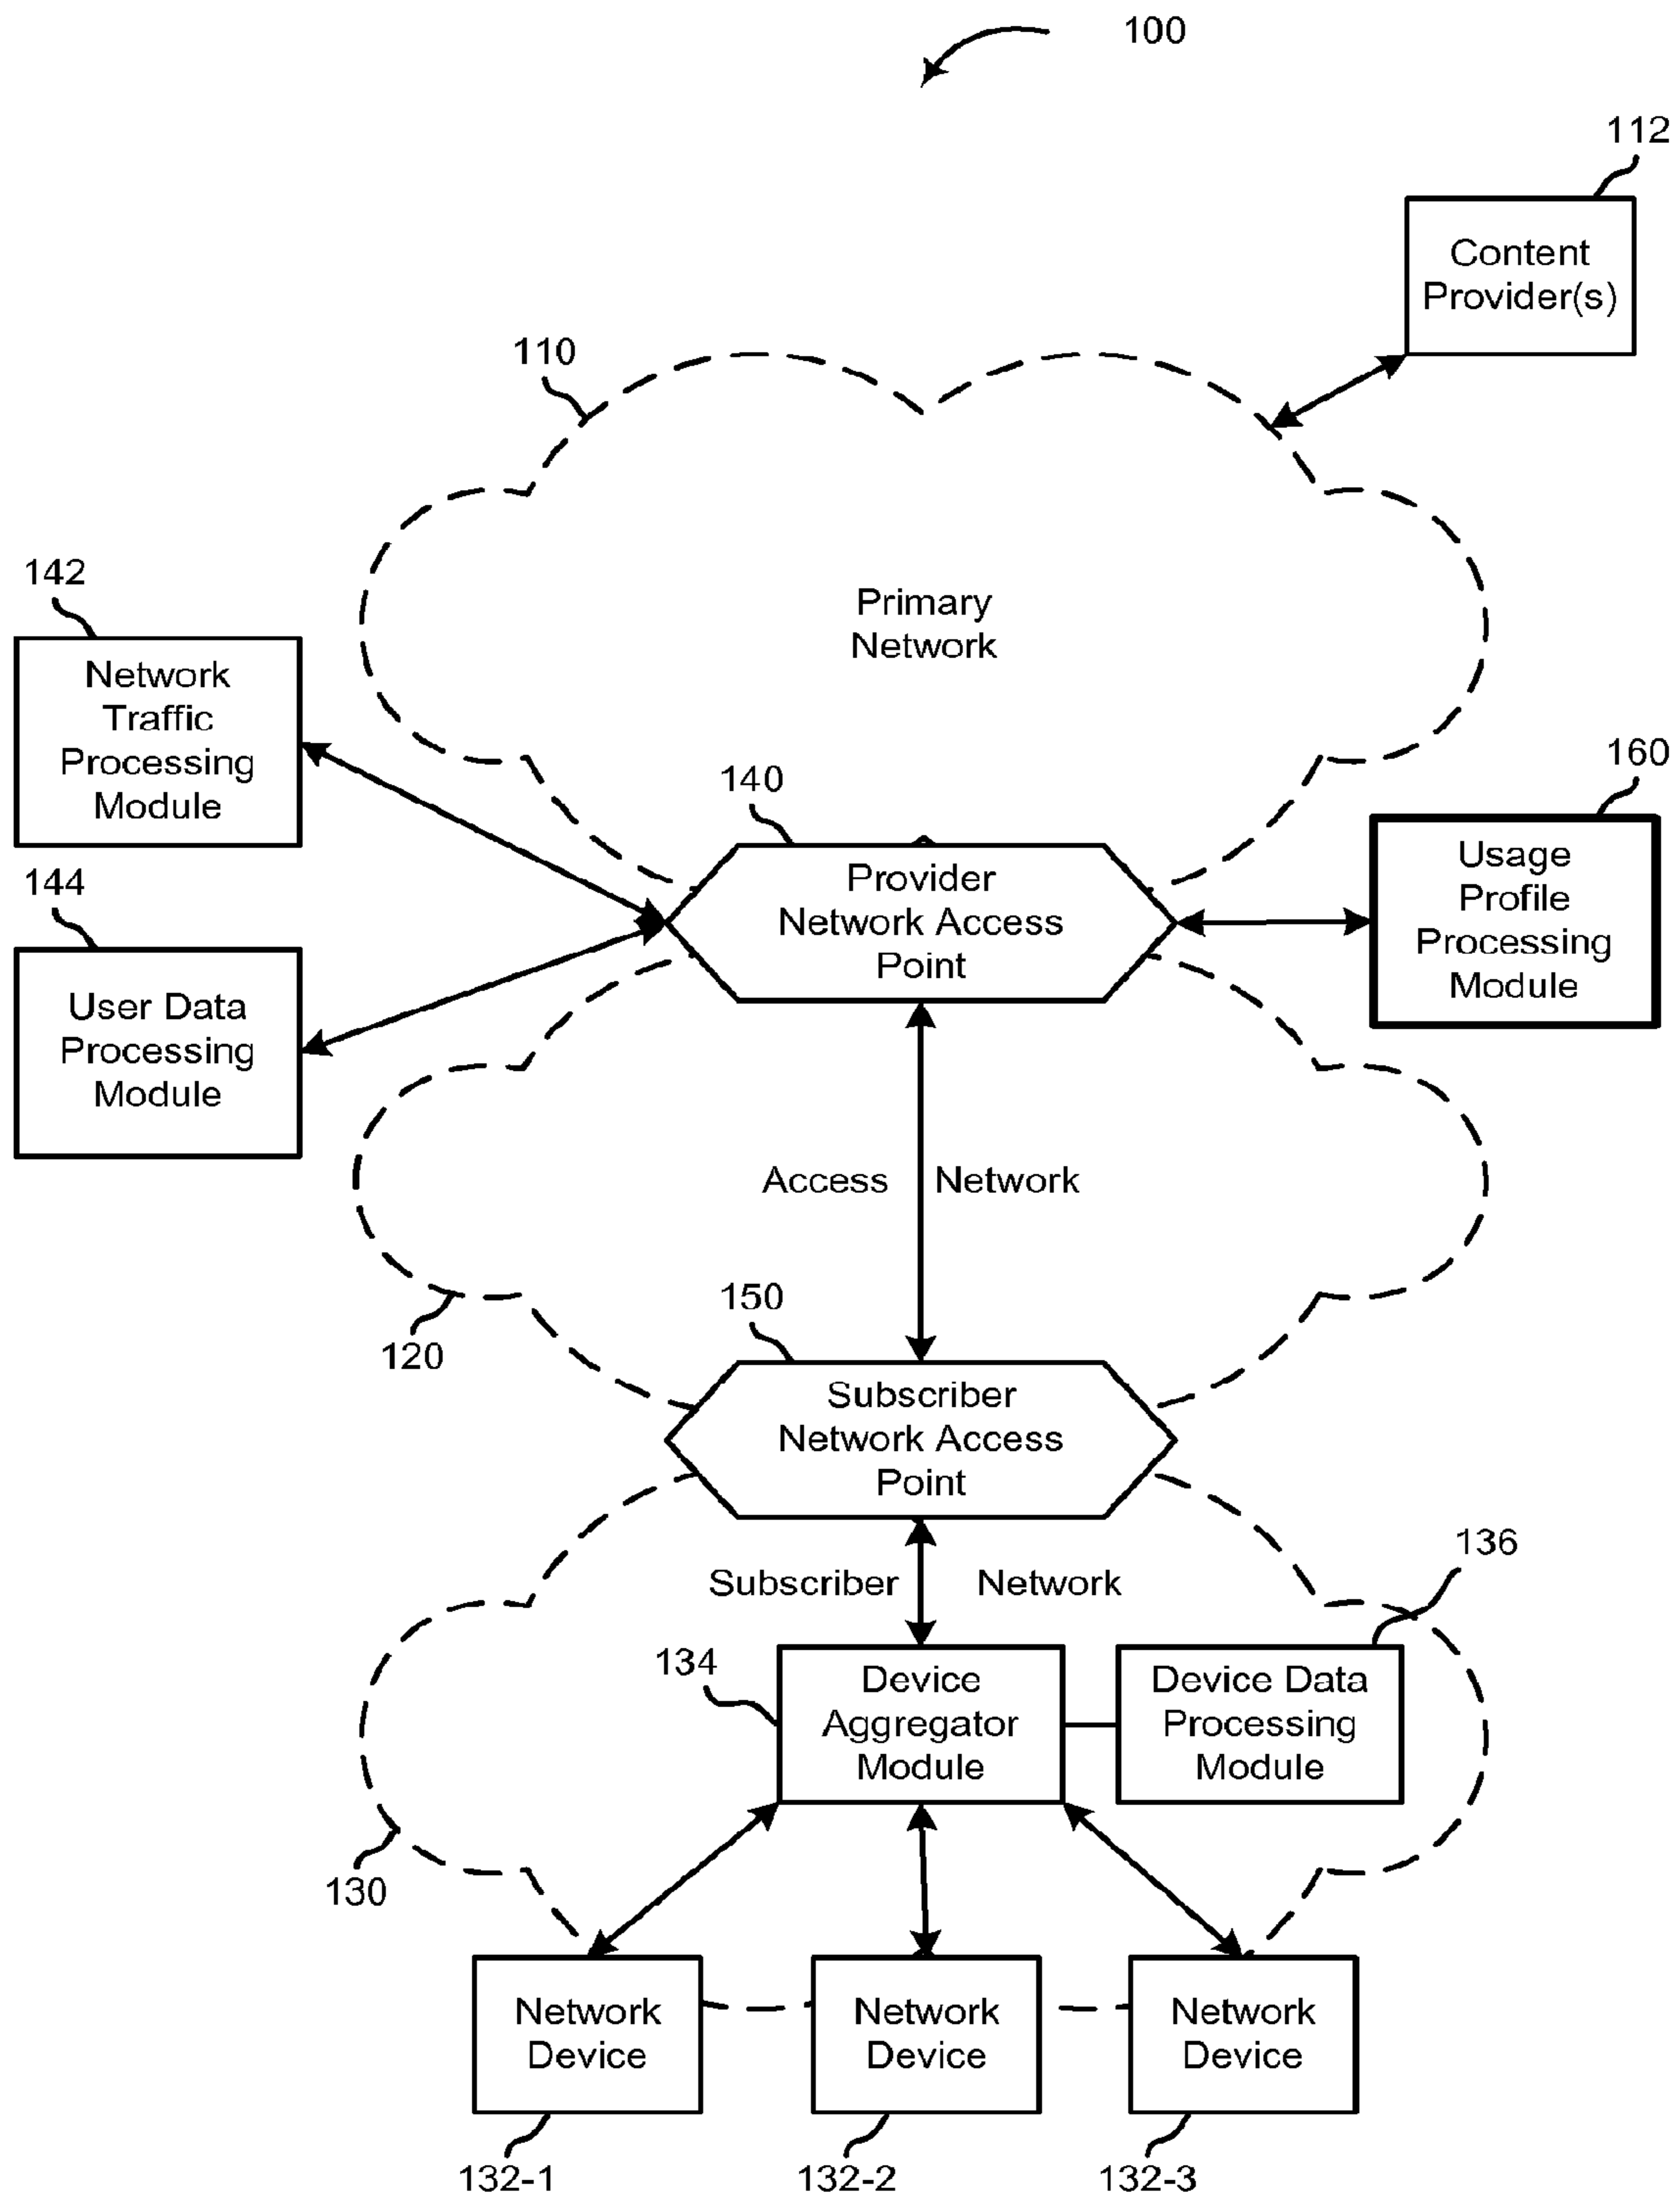 100
112
Content
Provider(s)
110
Primary
Network
142
Network
Traffic
Processing
Module
140
Provider
Network Access
Point
160
Usage
Profile
Processing
Module
144
User Data
Processing
Module
Access Network
120
150
Subscriber
Network Access
Point
Subscriber Network
136
134
Device
Aggregator
Module
Device Data
Processing
Module
130
Network
Device
Network
Device
Network
Device
132-1
132-2
132-3